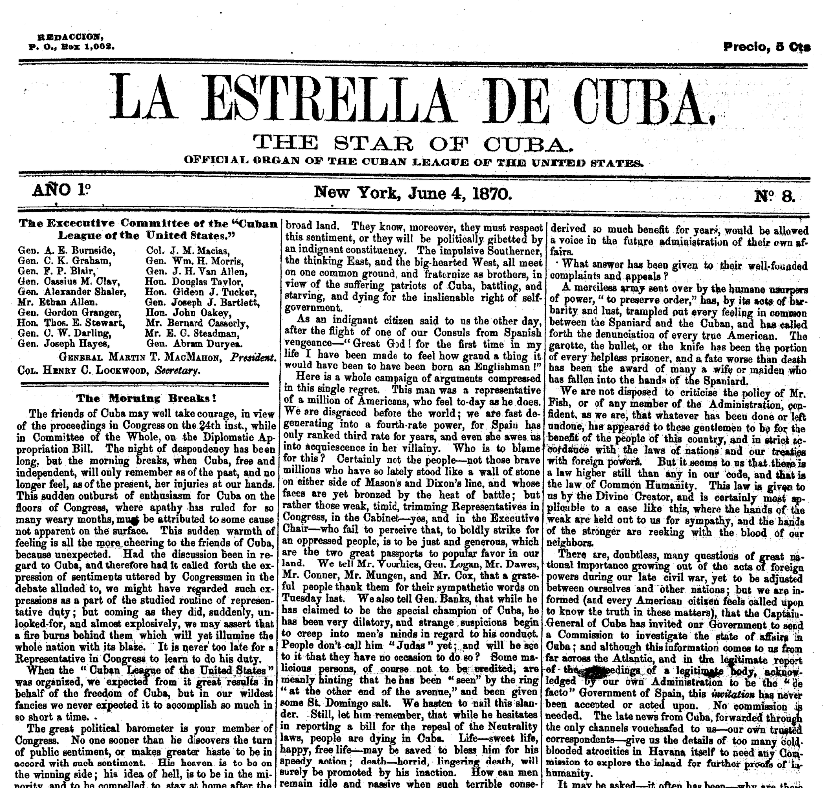 REDACCION,
P. O., Box 1,002.
Precio, 5 Cts
LA ESTRELLA DE CUBA.
THE STAR OF CUBA.
OFFICIAL ORGAN OF THE CUBAN LEAGUE OF THE UNITED STATES.
AÑO 1.º
New York, June 4, 1870.
Nº 8.
The Excecutive Committee of the "Cuban
League of the United States."
Gen. A. E. Burnside,
Gen. C. K. Graham,
Gen. F. P. Blair,
Gen. Cassius M. Clay,
Gen. Alexander Shaler,
Mr. Ethan Allen.
Gen. Gordon Granger,
Hon. Thos. E. Stewart,
Gen. C. W. Darling,
Gen. Joseph Hayes,
Col. J. M. Macias,
Gen. Wm. H. Morris,
Gen. J. H. Van Allen,
Hon. Douglas Taylor,
Hon. Gideon J. Tucker,
Gen. Joseph J. Bartlett,
Hon. John Oakey,
Mr. Bernard Casserly,
Mr. E. C. Steadman,
Gen. Abram Duryea.
General Martin T. MacMahon, President.
Col. Henry C. Lockwood, Secretary.
The Morning Breaks!
The friends of Cuba may well take courage, in view
of the proceedings in Congress on the 24th inst., while
in Committee of the Whole, on the Diplomatic Ap-
propriation Bill. The night of despondency has been
long, but the morning breaks, when Cuba, free and
independent, will only remember as of the past, and no
longer feel, as of the present, her injuries at our hands.
This sudden outburst of enthusiasm for Cuba on the
floors of Congress, where apathy has ruled for so
many weary months, must be attributed to some cause
not apparent on the surface. This sudden warmth of
feeling is all the more cheering to the friends of Cuba,
because unexpected. Had the discussion been in re-
gard to Cuba, and therefore had it called forth the ex-
pression of sentiments uttered by Congressmen in the
debate alluded to, we might have regarded such ex-
pressions as a part of the studied routine of represen-
tative duty; but coming as they did, suddenly, un-
looked-for, and almost explosively, we may assert that
a fire burns behind them which will yet illumine the
whole nation with its blaze. It is never too late for a
Representative in Congress to learn to do his duty.
When the "Cuban League of the United States"
was organized, we expected from it great results in
behalf of the freedom of Cuba, but in our wildest
fancies we never expected it to accomplish so much in
so short a time.
The great political barometer is your member of
Congress. No one sooner than he discovers the turn
of public sentiment, or makes greater haste to be in
accord with such sentiment. His heaven is to be on
the winning side; his idea of hell, is to be in the mi-
nority, and to be compelled to stay at home after the
broad land. They know, moreover, they must respect
this sentiment, or they will be politically gibbeted by
an indignant constituency. The impulsive Southerner,
the thinking East, and the big-hearted West, all meet
on one common ground, and fraternize as brothers, in
view of the suffering patriots of Cuba, battling, and
starving, and dying for the inalienable right of self-
government.
As an indignant citizen said to us the other day,
after the flight of one of our Consuls from Spanish
vengeance—"Great God! for the first time in my
life I have been made to feel how grand a thing it
would have been to have been born an Englishman!"
Here is a whole campaign of arguments compressed
in this single regret. This man was a representative
of a million of Americans, who feel to-day as he does.
We are disgraced before the world; we are fast de-
generating into a fourth-rate power, for Spain has
only ranked third rate for years, and even she awes us
into acquiescence in her villainy. Who is to blame
for this? Certainly not the people—not those brave
millions who have so lately stood like a wall of stone
on either side of Mason's and Dixon's line, and whose
faces are yet bronzed by the heat of battle; but
rather those weak, timid, trimming Representatives in
Congress, in the Cabinet—yes, and in the Executive
Chair—who fail to perceive that, to boldly strike for
an oppressed people, is to be just and generous, which
are the two great passports to popular favor in our
land. We tell Mr. Voorhies, Gen. Logan, Mr. Dawes,
Mr. Conner, Mr. Mungen, and Mr. Cox, that a grate-
ful people thank them for their sympathetic words on
Tuesday last. We also tell Gen. Banks, that while he
has claimed to be the special champion of Cuba, he
has been very dilatory, and strange suspicions begin
to creep into men's minds in regard to his conduct.
People don't call him "Judas" yet; and will he see
to it that they have no occasion to do so? Some ma-
licious persons, of course not to be credited, are
meanly hinting that he has been "seen" by the ring
"at the other end of the avenue," and been given
some St. Domingo salt. We hasten to nail this slan-
der. Still, let him remember, that while he hesitates
in reporting a bill for the repeal of the Neutrality
laws, people are dying in Cuba. Life—sweet life,
happy, free life—may be saved to bless him for his
speedy action; death—horrid, lingering death, will
surely be promoted by his inaction. How can men
remain idle and passive when such terrible conse-
derived so much benefit for years, would be allowed
a voice in the future administration of their own af-
fairs.
What answer has been given to their well-founded
complaints and appeals?
A merciless army sent over by the humane usurpers
of power, "to preserve order," has, by its acts of bar-
barity and lust, trampled out every feeling in common
between the Spaniard and the Cuban, and has called
forth the denunciation of every true American. The
garotte, the bullet, or the knife has been the portion
of every helpless prisoner, and a fate worse than death
has been the award of many a wife or maiden who
has fallen into the hands of the Spaniard.
We are not disposed to criticise the policy of Mr.
Fish, or of any member of the Administration, con-
fident, as we are, that whatever has been done or left
undone, has appeared to these gentlemen to be for the
benefit of the people of this country, and in strict ac-
cordance with the laws of nations and our treaties
with foreign powers. But it seems to us that there is
a law higher still than any in our code, and that is
the law of Common Humanity. This law is given to
us by the Divine Creator, and is certainly most ap-
plicable to a case like this, where the hands of the
weak are held out to us for sympathy, and the hands
of the stronger are reeking with the blood of our
neighbors.
There are, doubtless, many questions of great na-
tional importance growing out of the acts of foreign
powers during our late civil war, yet to be adjusted
between ourselves and other nations; but we are in-
formed (and every American citizen feels called upon
to know the truth in these matters), that the Captain-
General of Cuba has invited our Government to send
a Commission to investigate the state of affairs in
Cuba; and although this information comes to us from
far across the Atlantic, and in the legitimate report
of the of a legitimate body, acknow-
ledged by our own Administration to be the "de
facto" Government of Spain, this invitation has never
been accepted or acted upon. No commission is
needed. The late news from Cuba, forwarded through
the only channels vouchsafed to us—our own trusted
correspondents—give us the details of too many cold-
blooded atrocities in Havana itself to need any Com-
mission to explore the island for further proofs of in-
humanity.
It may be asked—it often has been—why are their